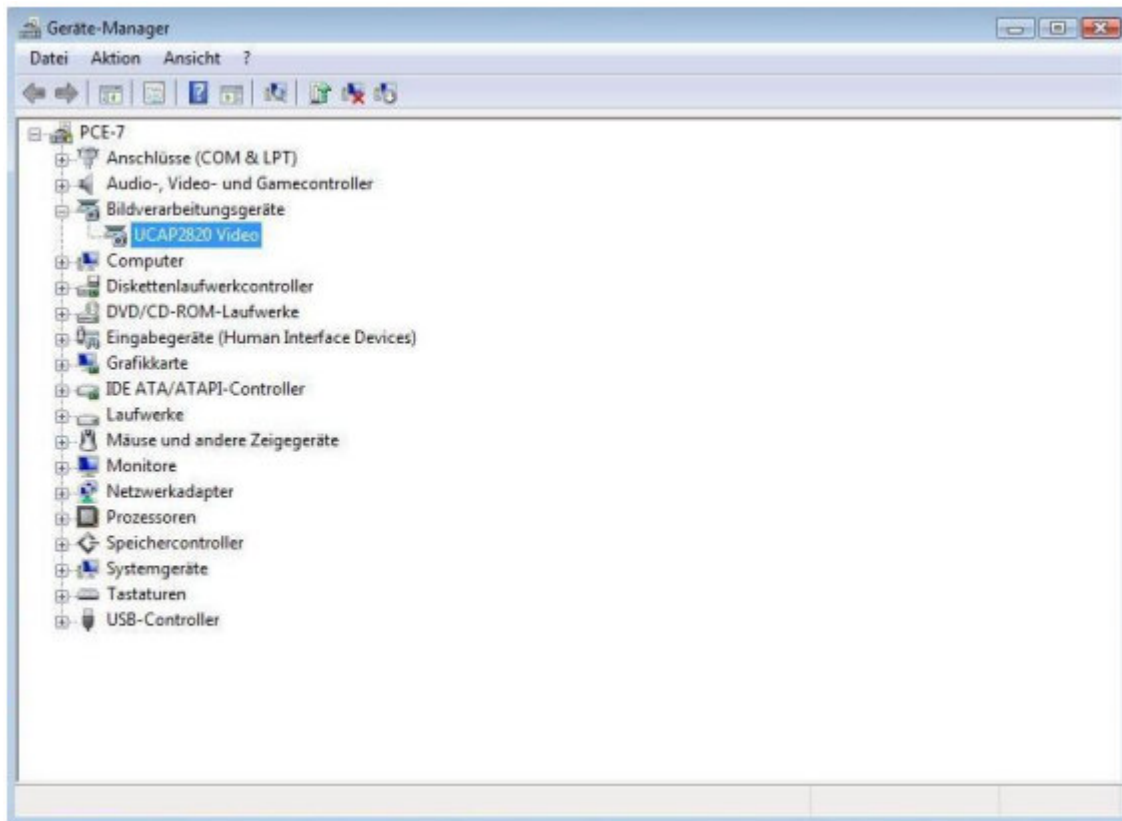 Geräte-Manager
Datei Aktion Ansicht ?
PCE-7
Anschlüsse (COM & LPT)
Audio-, Video- und Gamecontroller
Bildverarbeitungsgeräte
UCAP2820 Video
Computer
Diskettenlaufwerkcontroller
DVD/CD-ROM-Laufwerke
Eingabegeräte (Human Interface Devices)
Grafikkarte
IDE ATA/ATAPI-Controller
Laufwerke
Mäuse und andere Zeigegeräte
Monitore
Netzwerkadapter
Prozessoren
Speichercontroller
Systemgeräte
Tastaturen
USB-Controller